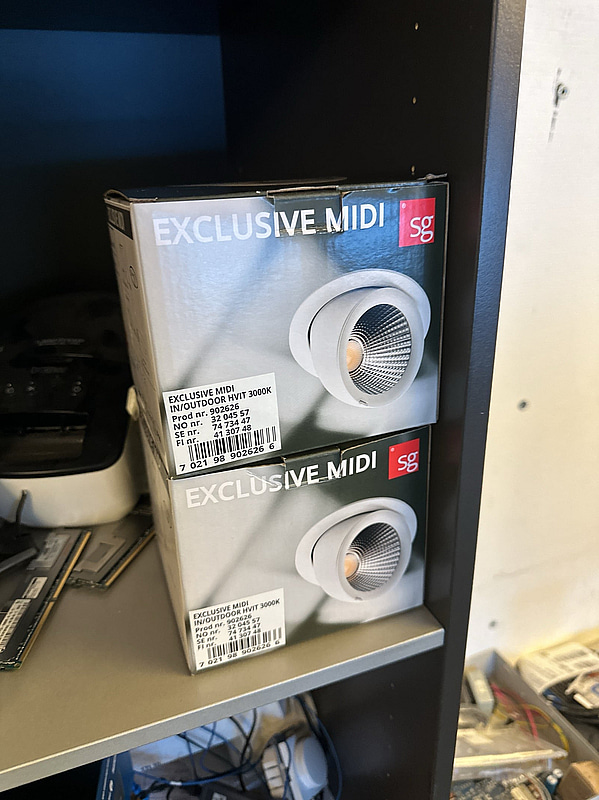 EXCLUSIVE MIDI
sg
EXCLUSIVE MIDI
IN/OUTDOOR HVIT 3000K
Prod nr. 902626
NO nr. 32 045 57
SE nr. 74 734 47
FI nr. 41 307 48
7 021 98 902626 6
EXCLUSIVE MIDI
sg
EXCLUSIVE MIDI
IN/OUTDOOR HVIT 3000K
Prod nr. 902626
NO nr. 32 045 57
SE nr. 74 734 47
FI nr. 41 307 48
7 021 98 902626 6